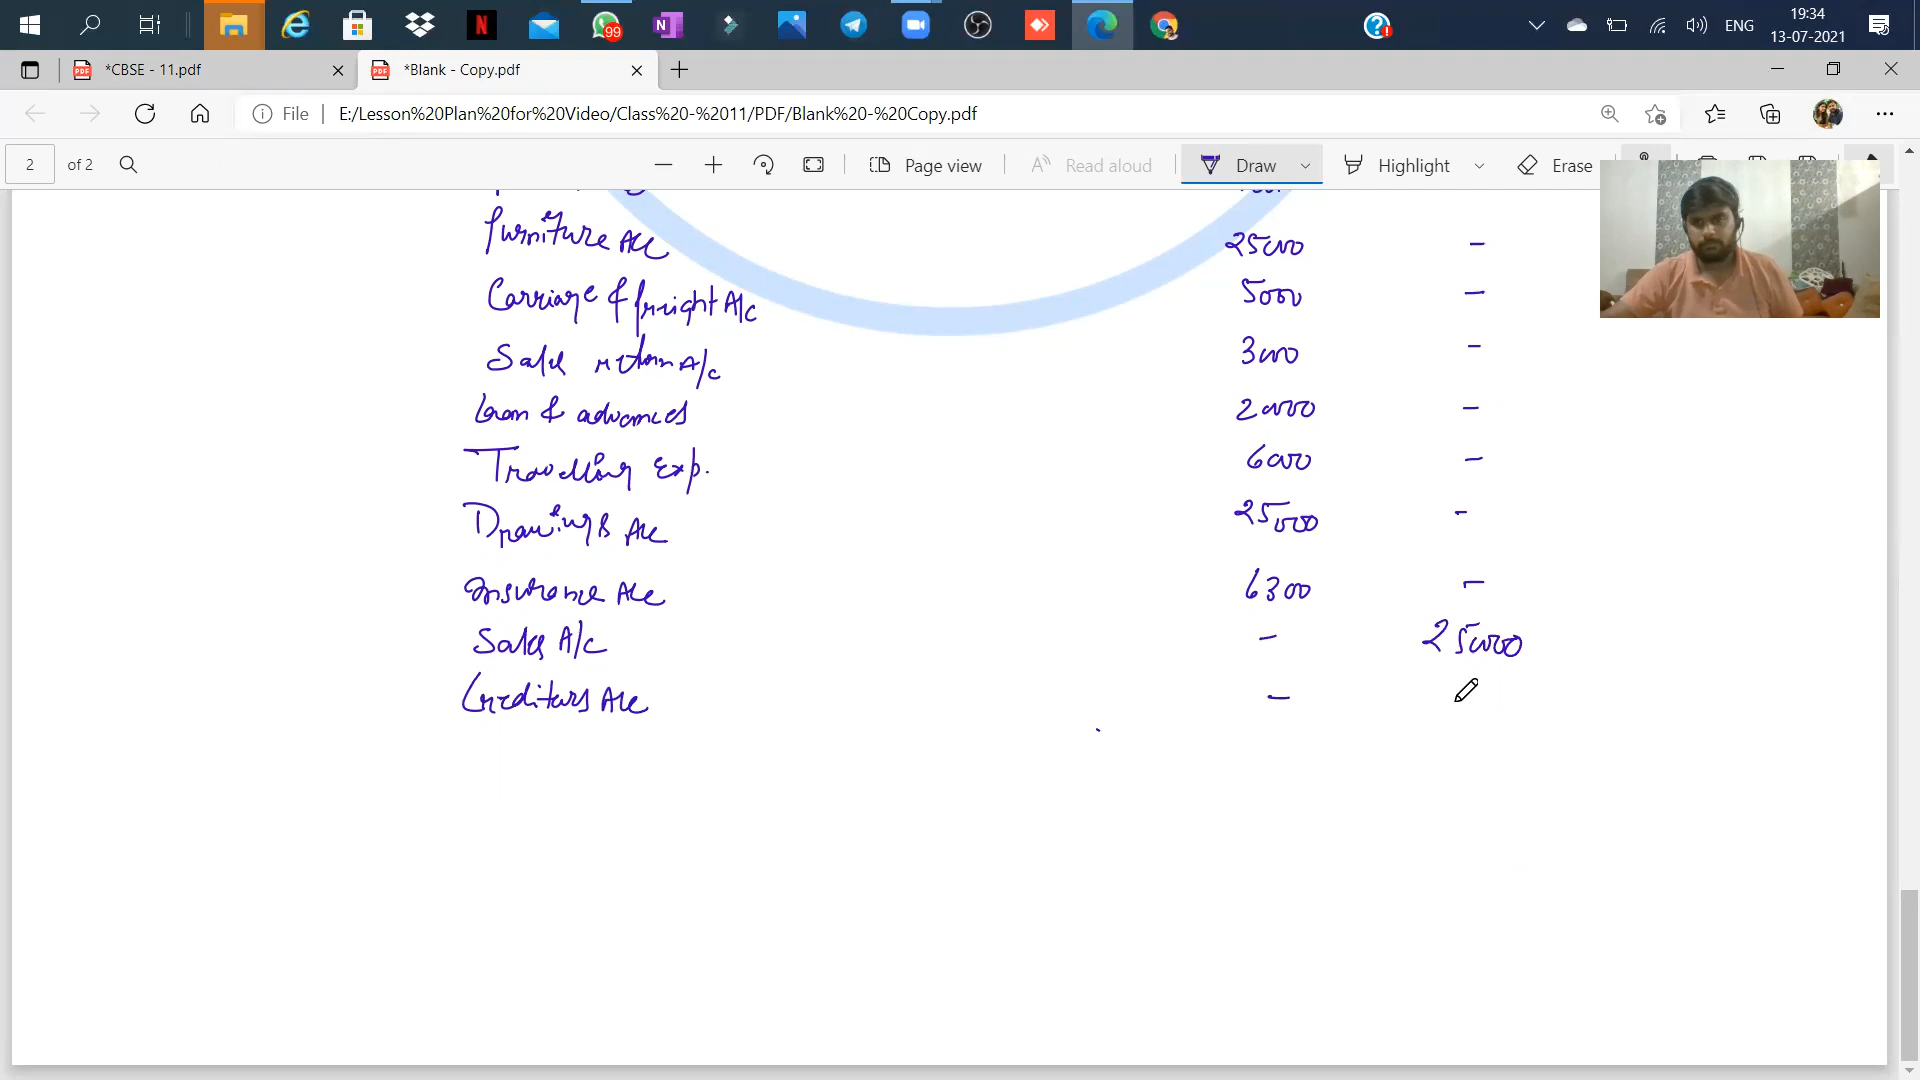 99
ENG
19:34
13-07-2021
*CBSE - 11.pdf
*Blank - Copy.pdf
File
E:/Lesson%20Plan%20for%20Video/Class%20-%2011/PDF/Blank%20-%20Copy.pdf
2 of 2
Page view
Read aloud
Draw
Highlight
Erase
Furniture A/c 25000 -
Carriage & freight A/c 5000 -
Sales return A/c 3000 -
Loan & advances -
Travelling Exp. 6000 -
Drawings A/c 25000 -
Insurance A/c 6300 -
Sales A/c -
Creditors A/c -